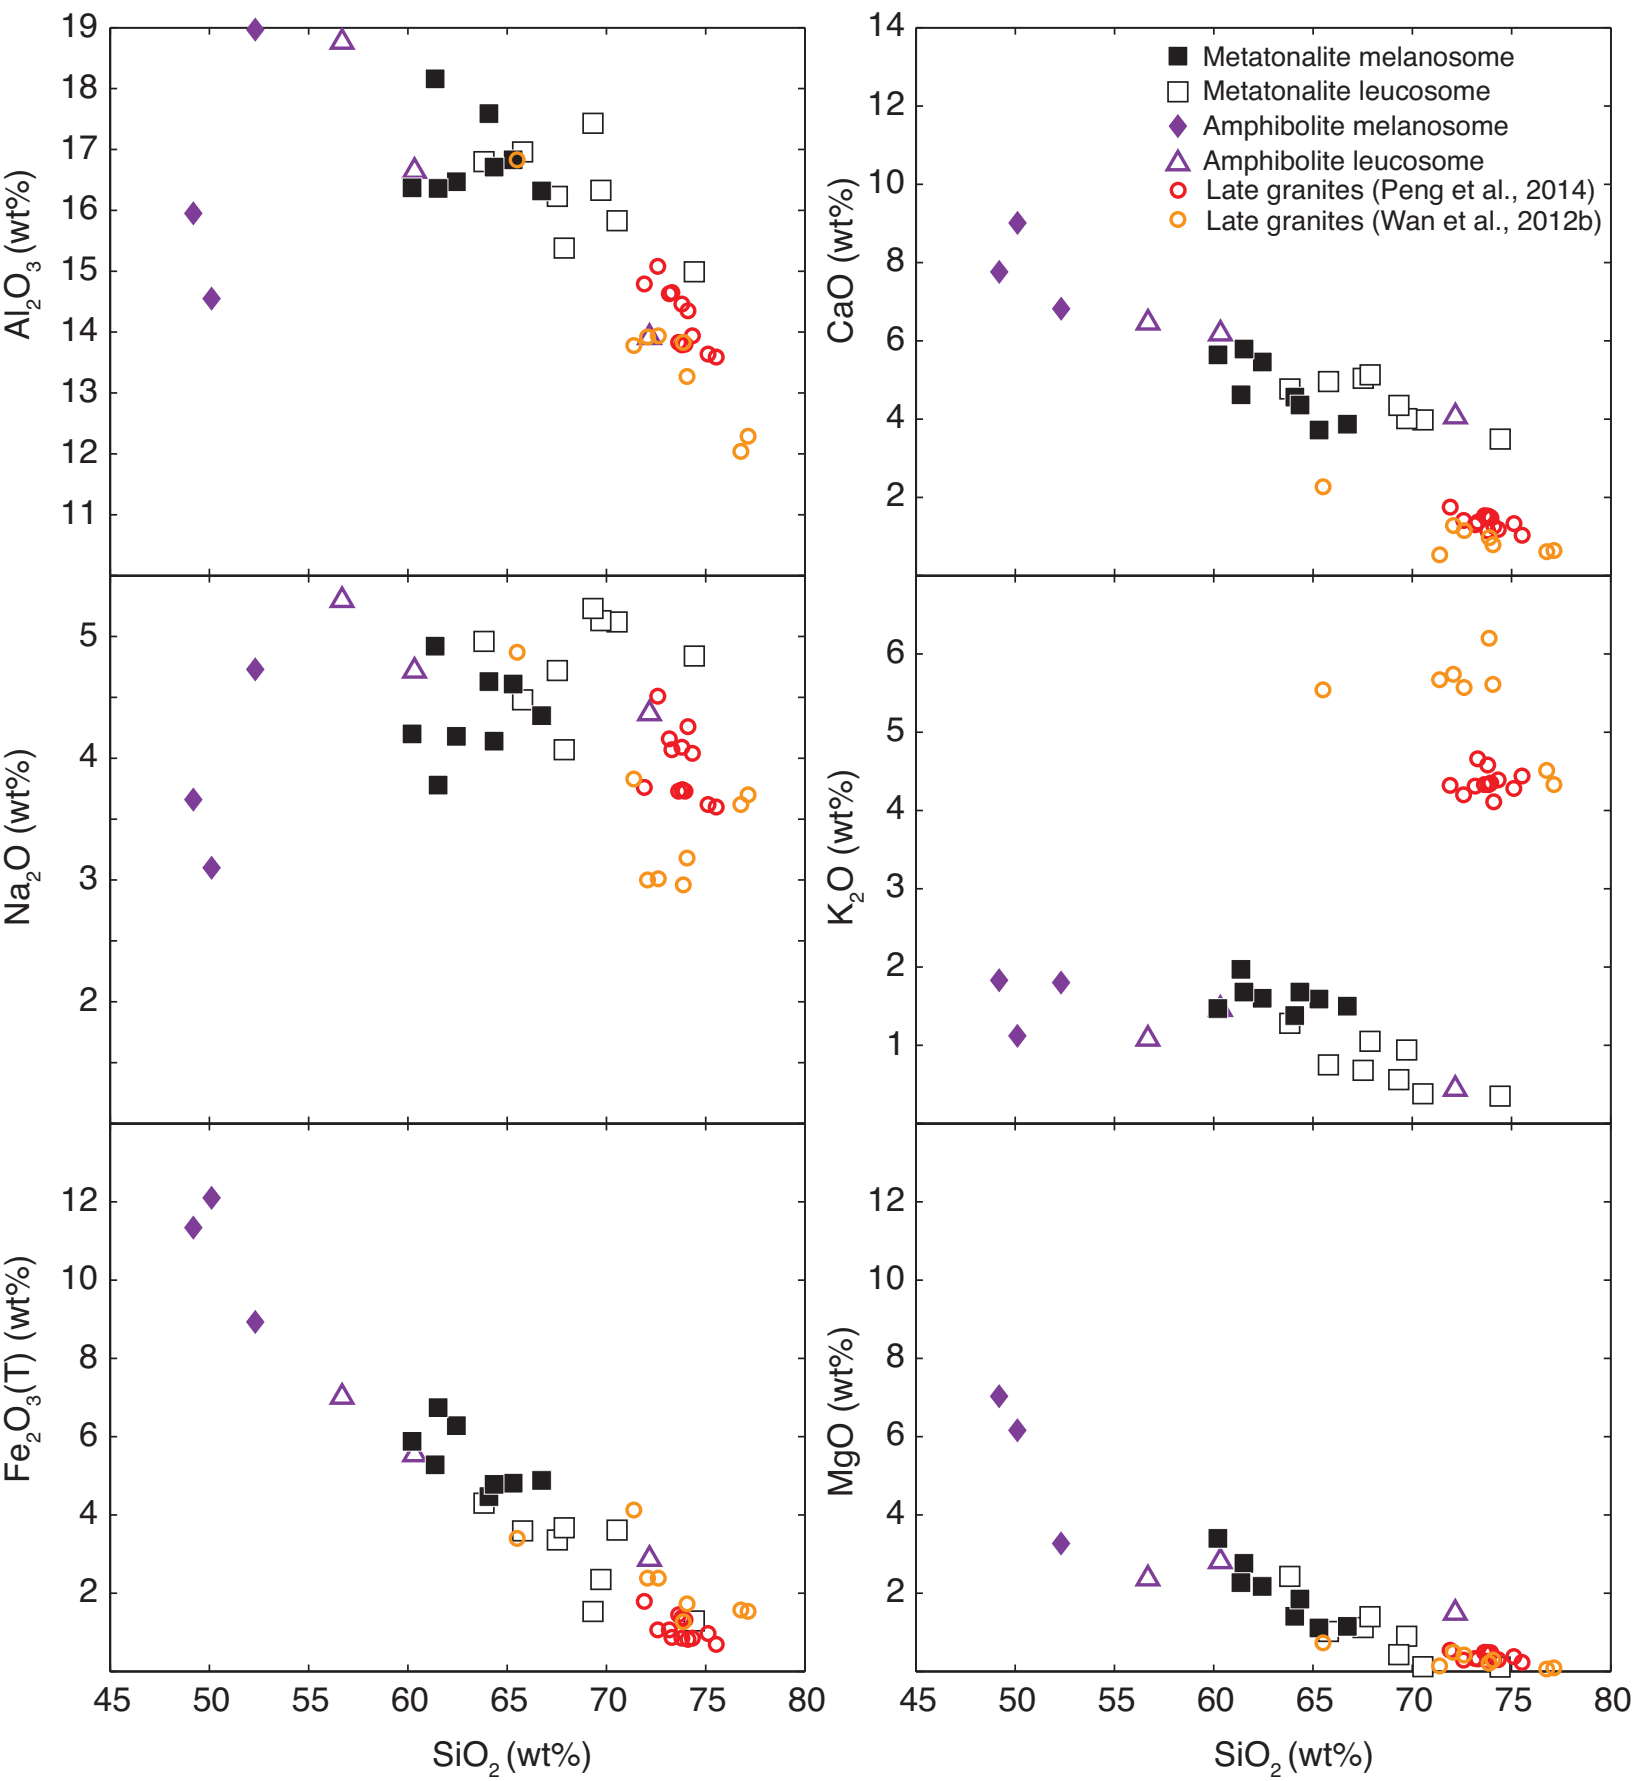 19
18
17
16
15
14
13
12
11
Al2O3 (wt%)
14
12
10
8
6
4
2
CaO (wt%)
Metatonalite melanosome
Metatonalite leucosome
Amphibolite melanosome
Amphibolite leucosome
Late granites (Peng et al., 2014)
Late granites (Wan et al., 2012b)
5
4
3
2
Na2O (wt%)
6
5
4
3
2
1
K2O (wt%)
12
10
8
6
4
2
Fe2O3(T) (wt%)
12
10
8
6
4
2
MgO (wt%)
45 50 55 60 65 70 75 80
SiO2 (wt%)
45 50 55 60 65 70 75 80
SiO2 (wt%)